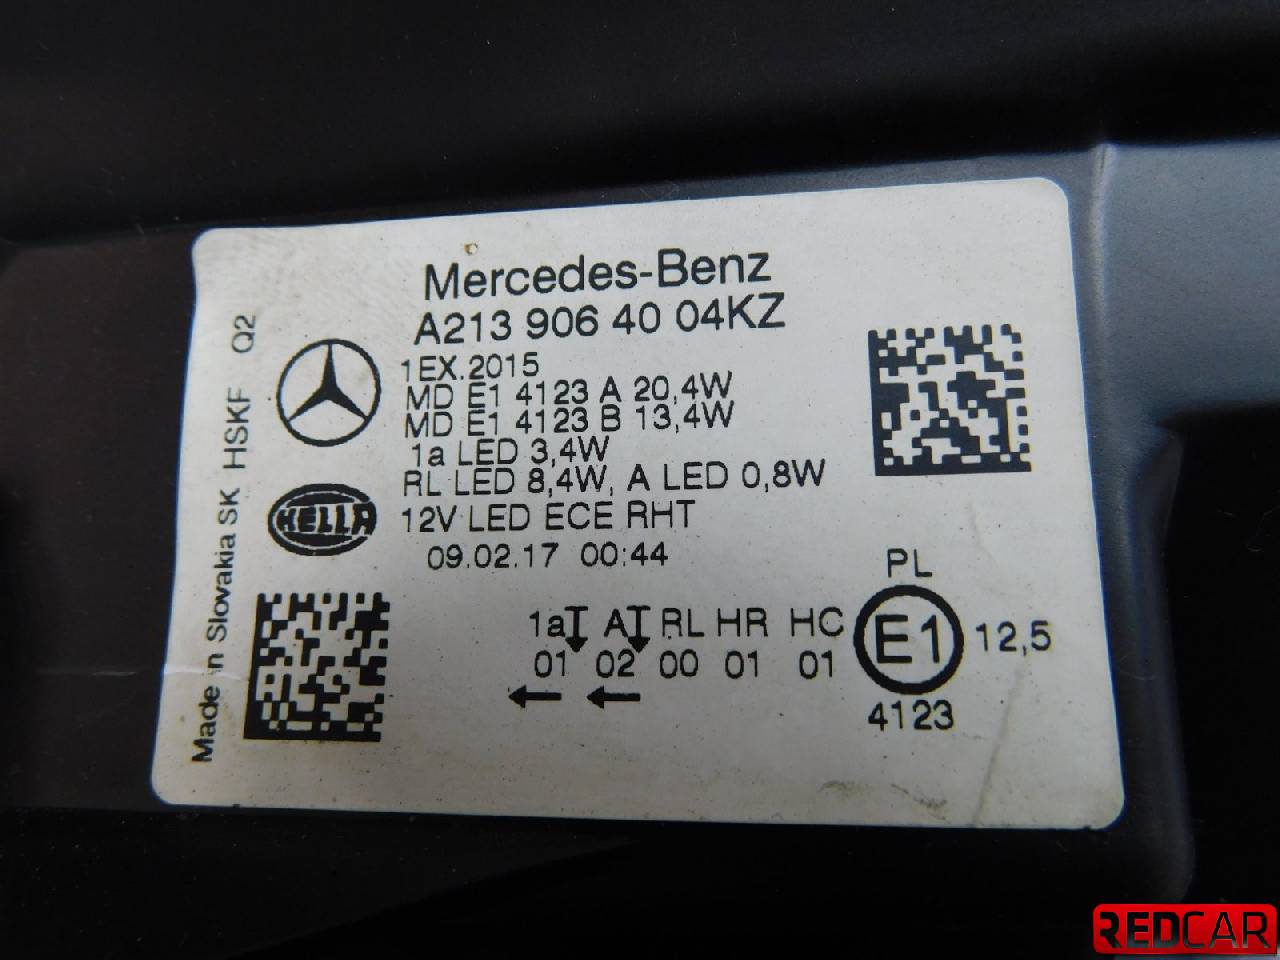 Mercedes-Benz
A213 906 40 04KZ
1EX.2015
MD E1 4123 A 20,4W
MD E1 4123 B 13,4W
1a LED 3,4W
RL LED 8,4W, A LED 0,8W
12V LED ECE RHT
09.02.17 00:44
HELLA
Made in Slovakia SK HSKF Q2
PL
1a A RL HR HC
01 02 00 01 01
E1
12,5
4123
REDCAR